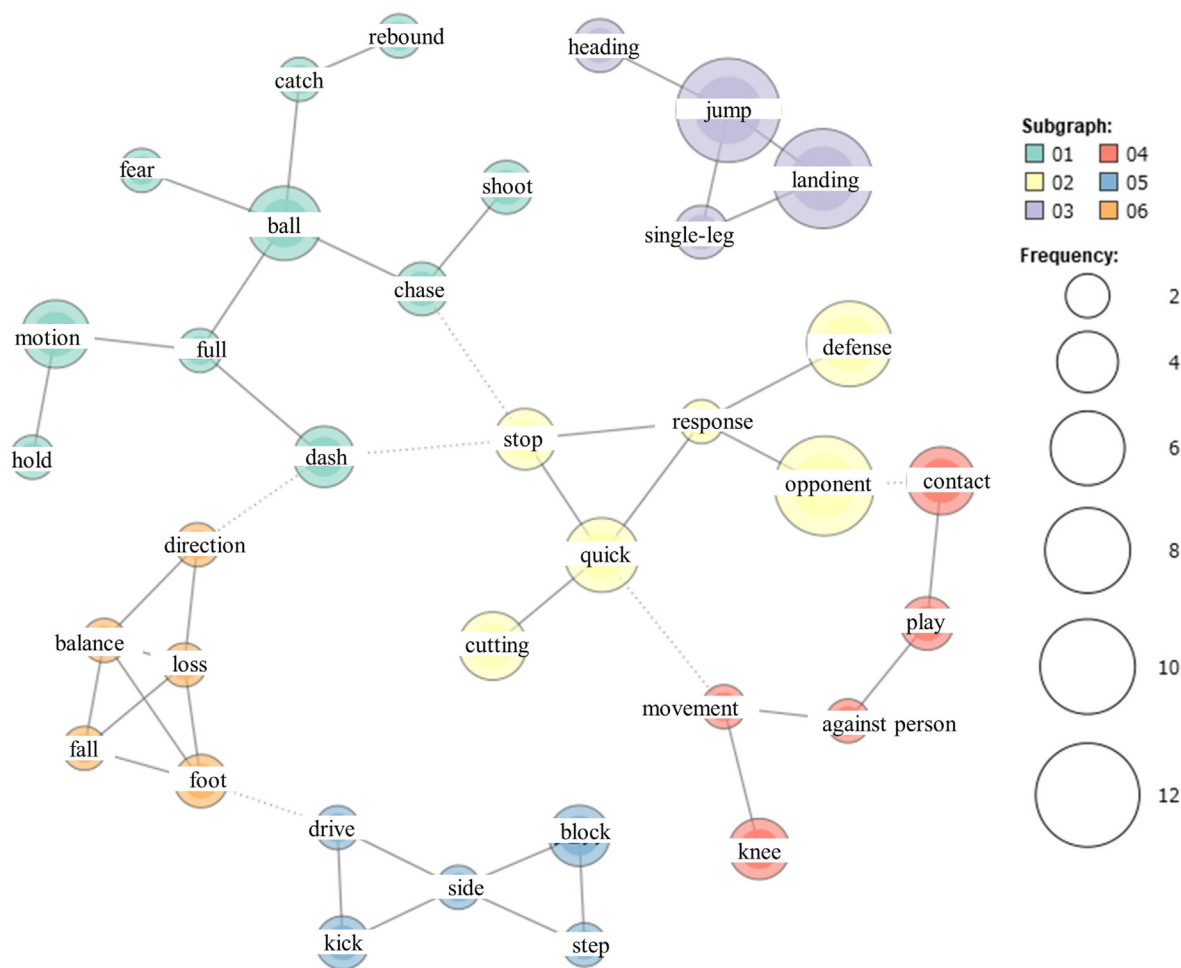 rebound
heading
catch
jump
Subgraph:
01 04
02 05
03 06
fear
shoot
landing
ball
single-leg
Frequency:
chase
2
motion
full
defense
4
stop
response
6
hold
dash
opponent
contact
direction
quick
8
balance
loss
cutting
play
10
movement
against person
fall
foot
12
drive
block
knee
side
kick
step